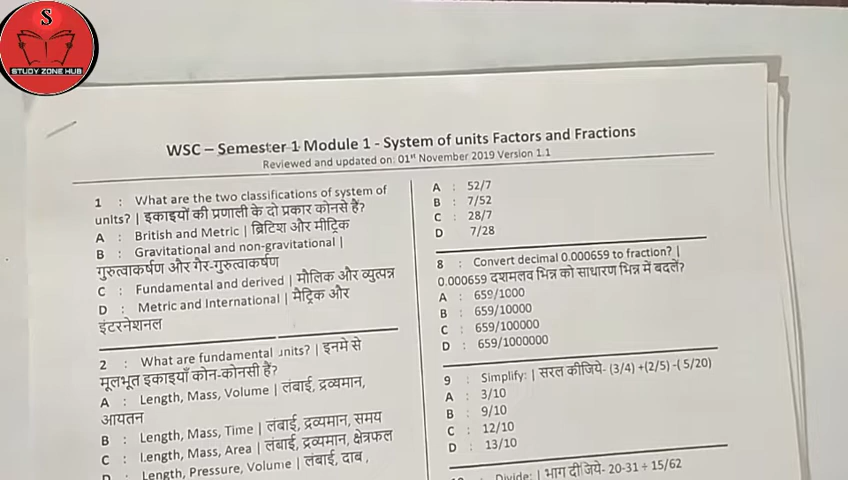 S
STUDY ZONE HUB
WSC – Semester 1 Module 1 - System of units Factors and Fractions
Reviewed and updated on: 01st November 2019 Version 1.1
1 : What are the two classifications of system of
units? | इकाइयों की प्रणाली के दो प्रकार कोनसे हैं?
A : British and Metric | ब्रिटिश और मीट्रिक
B : Gravitational and non-gravitational |
गुरुत्वाकर्षण और गैर-गुरुत्वाकर्षण
C : Fundamental and derived | मौलिक और व्युत्पन्न
D : Metric and International | मैट्रिक और
इंटरनेशनल
2 : What are fundamental units? | इनमे से
मूलभूत इकाइयाँ कोन-कोनसी हैं?
A : Length, Mass, Volume | लंबाई, द्रव्यमान,
आयतन
B : Length, Mass, Time | लंबाई, द्रव्यमान, समय
C : Length, Mass, Area | लंबाई, द्रव्यमान, क्षेत्रफल
D : Length, Pressure, Volume | लंबाई, दाब,
A : 52/7
B : 7/52
C : 28/7
D 7/28
8 : Convert decimal 0.000659 to fraction? |
0.000659 दशमलव भिन्न को साधारण भिन्न में बदलें?
A : 659/1000
B : 659/10000
C : 659/100000
D : 659/1000000
9 : Simplify: | सरल कीजिये- (3/4) +(2/5) -( 5/20)
A : 3/10
B : 9/10
C : 12/10
D : 13/10
: Divide: | भाग दीजिये- 20-31 ÷ 15/62